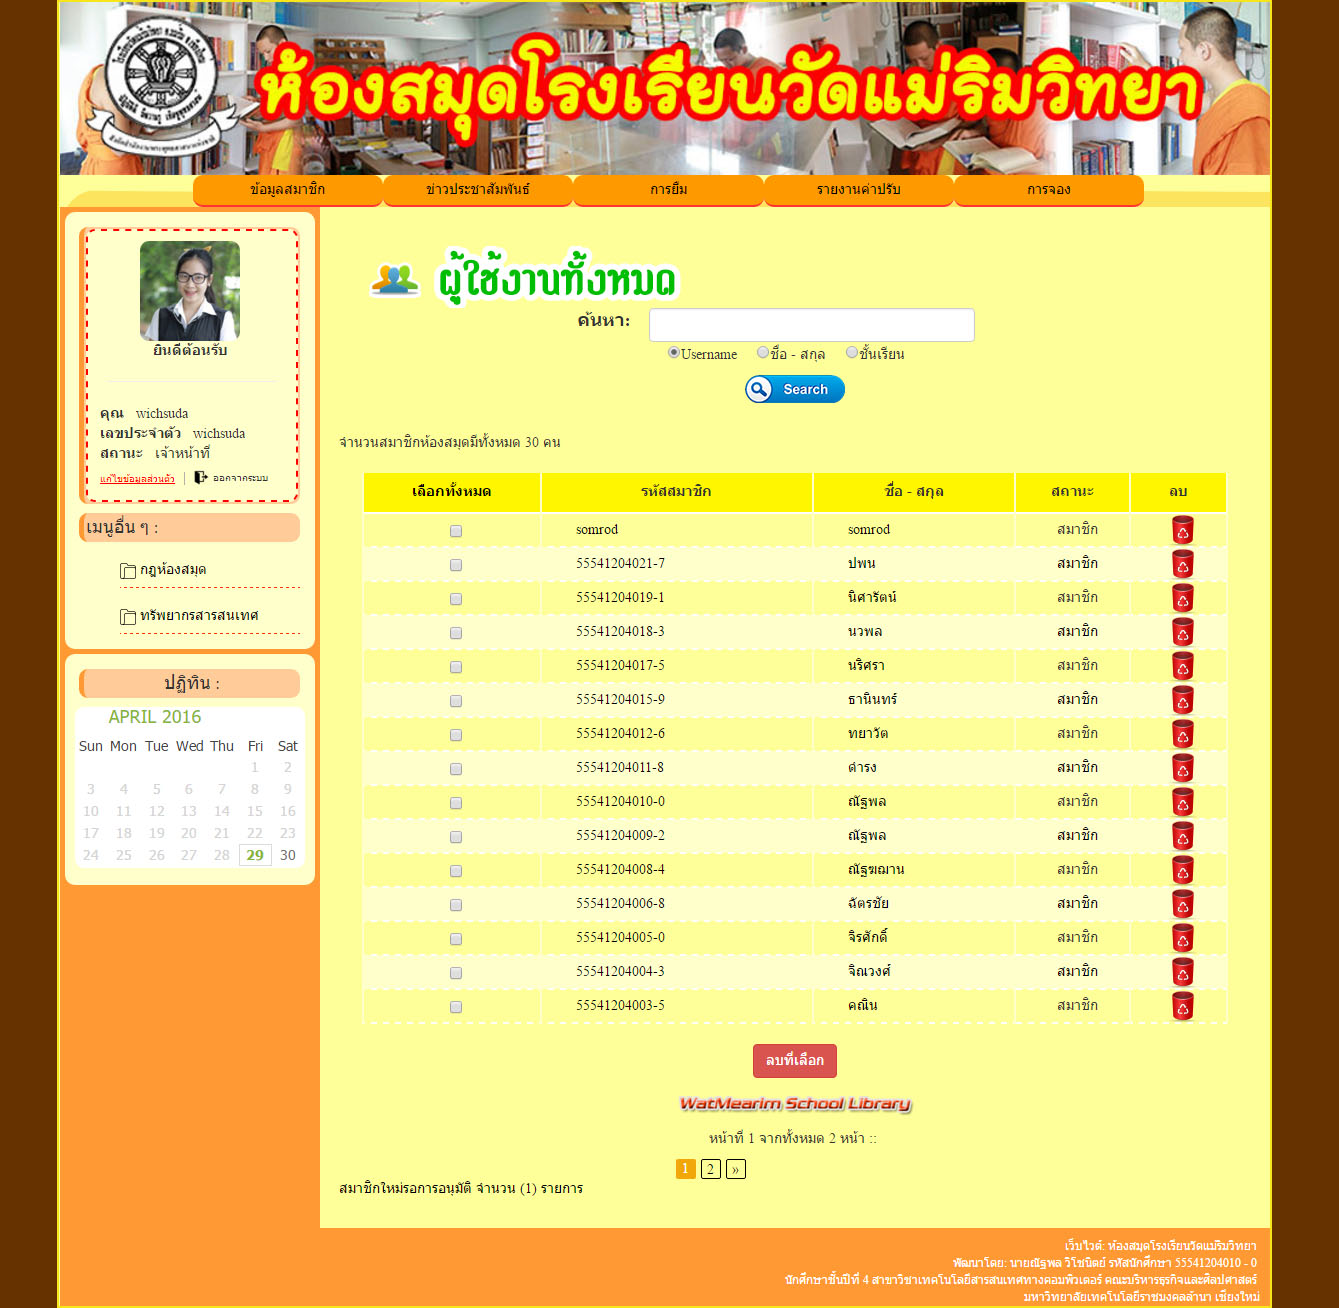 ห้องสมุดโรงเรียนวัดแม่ริมวิทยา
ข้อมูลสมาชิก ข่าวประชาสัมพันธ์ การยืม รายงานค่าปรับ การจอง
ยินดีต้อนรับ
คุณ wichsuda
เลขประจำตัว wichsuda
สถานะ เจ้าหน้าที่
แก้ไขข้อมูลส่วนตัว | ออกจากระบบ
เมนูอื่น ๆ :
กฎห้องสมุด
ทรัพยากรสารสนเทศ
ปฏิทิน :
APRIL 2016
Sun Mon Tue Wed Thu Fri Sat
1 2
3 4 5 6 7 8 9
10 11 12 13 14 15 16
17 18 19 20 21 22 23
24 25 26 27 28 29 30
ผู้ใช้งานทั้งหมด
ค้นหา:
Username ชื่อ - สกุล ชั้นเรียน
Search
จำนวนสมาชิกห้องสมุดมีทั้งหมด 30 คน
เลือกทั้งหมด รหัสสมาชิก ชื่อ - สกุล สถานะ ลบ
somrod somrod สมาชิก
55541204021-7 ปพน สมาชิก
55541204019-1 นิศารัตน์ สมาชิก
55541204018-3 นวพล สมาชิก
55541204017-5 นริศรา สมาชิก
55541204015-9 ธานินทร์ สมาชิก
55541204012-6 ทยาวัต สมาชิก
55541204011-8 ดำรง สมาชิก
55541204010-0 ณัฐพล สมาชิก
55541204009-2 ณัฐพล สมาชิก
55541204008-4 ณัฐฆฌาน สมาชิก
55541204006-8 ฉัตรชัย สมาชิก
55541204005-0 จิรศักดิ์ สมาชิก
55541204004-3 จิณวงศ์ สมาชิก
55541204003-5 คณิน สมาชิก
ลบที่เลือก
WatMearim School Library
หน้าที่ 1 จากทั้งหมด 2 หน้า ::
1 2 »
สมาชิกใหม่รอการอนุมัติ จำนวน (1) รายการ
เว็บไวต์: ห้องสมุดโรงเรียนวัดแม่ริมวิทยา
พัฒนาโดย: นายณัฐพล วิโชนิตย์ รหัสนักศึกษา 55541204010 - 0
นักศึกษาชั้นปีที่ 4 สาขาวิชาเทคโนโลยีสารสนเทศทางคอมพิวเตอร์ คณะบริหารธุรกิจและศิลปศาสตร์
มหาวิทยาลัยเทคโนโลยีราชมงคลล้านา เชียงใหม่